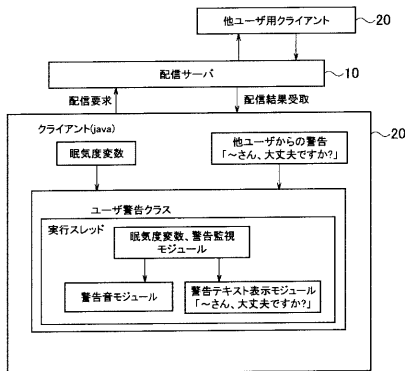 他ユーザ用クライアント
20
配信サーバ
10
配信要求
配信結果受取
クライアント(java)
20
眠気度変数
他ユーザからの警告
「～さん、大丈夫ですか?」
ユーザ警告クラス
実行スレッド
眠気度変数、警告監視
モジュール
警告音モジュール
警告テキスト表示モジュール
「～さん、大丈夫ですか?」